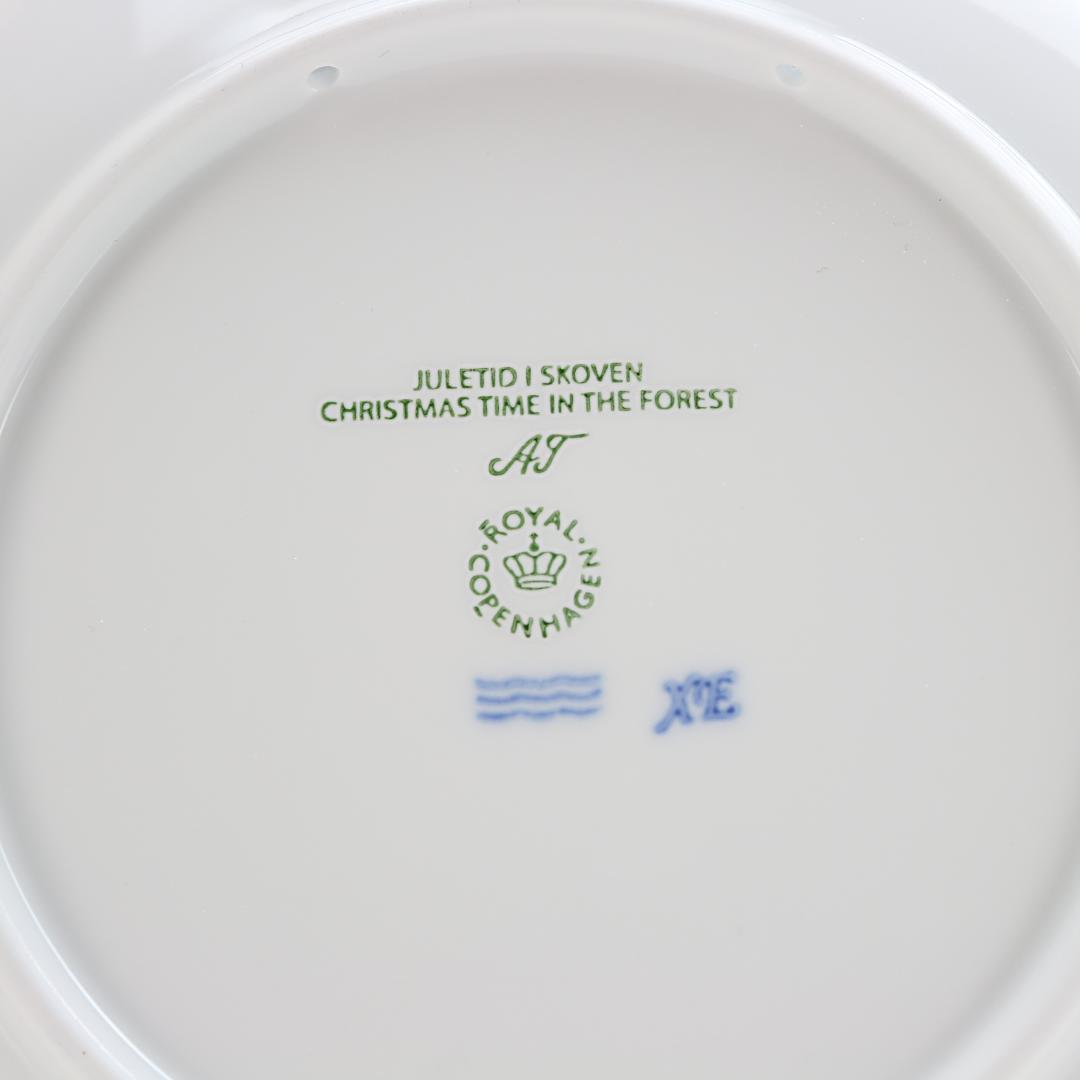 JULETID I SKOVEN
CHRISTMAS TIME IN THE FOREST
AT
ROYAL COPENHAGEN